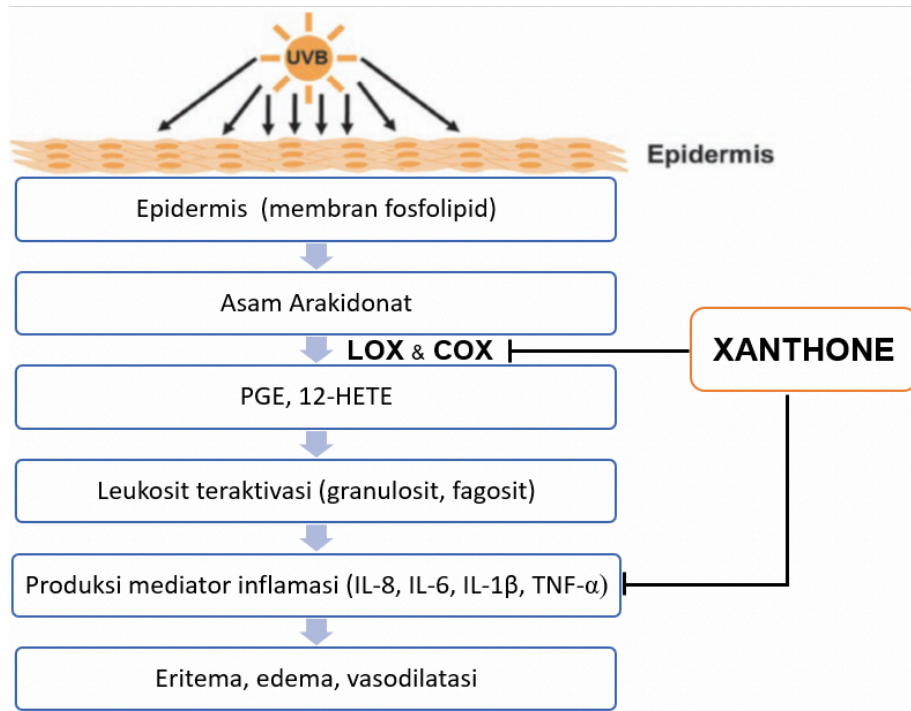 UVB
Epidermis
Epidermis (membran fosfolipid)
Asam Arakidonat
LOX & COX
XANTHONE
PGE, 12-HETE
Leukosit teraktivasi (granulosit, fagosit)
Produksi mediator inflamasi (IL-8, IL-6, IL-1β, TNF-α)
Eritema, edema, vasodilatasi